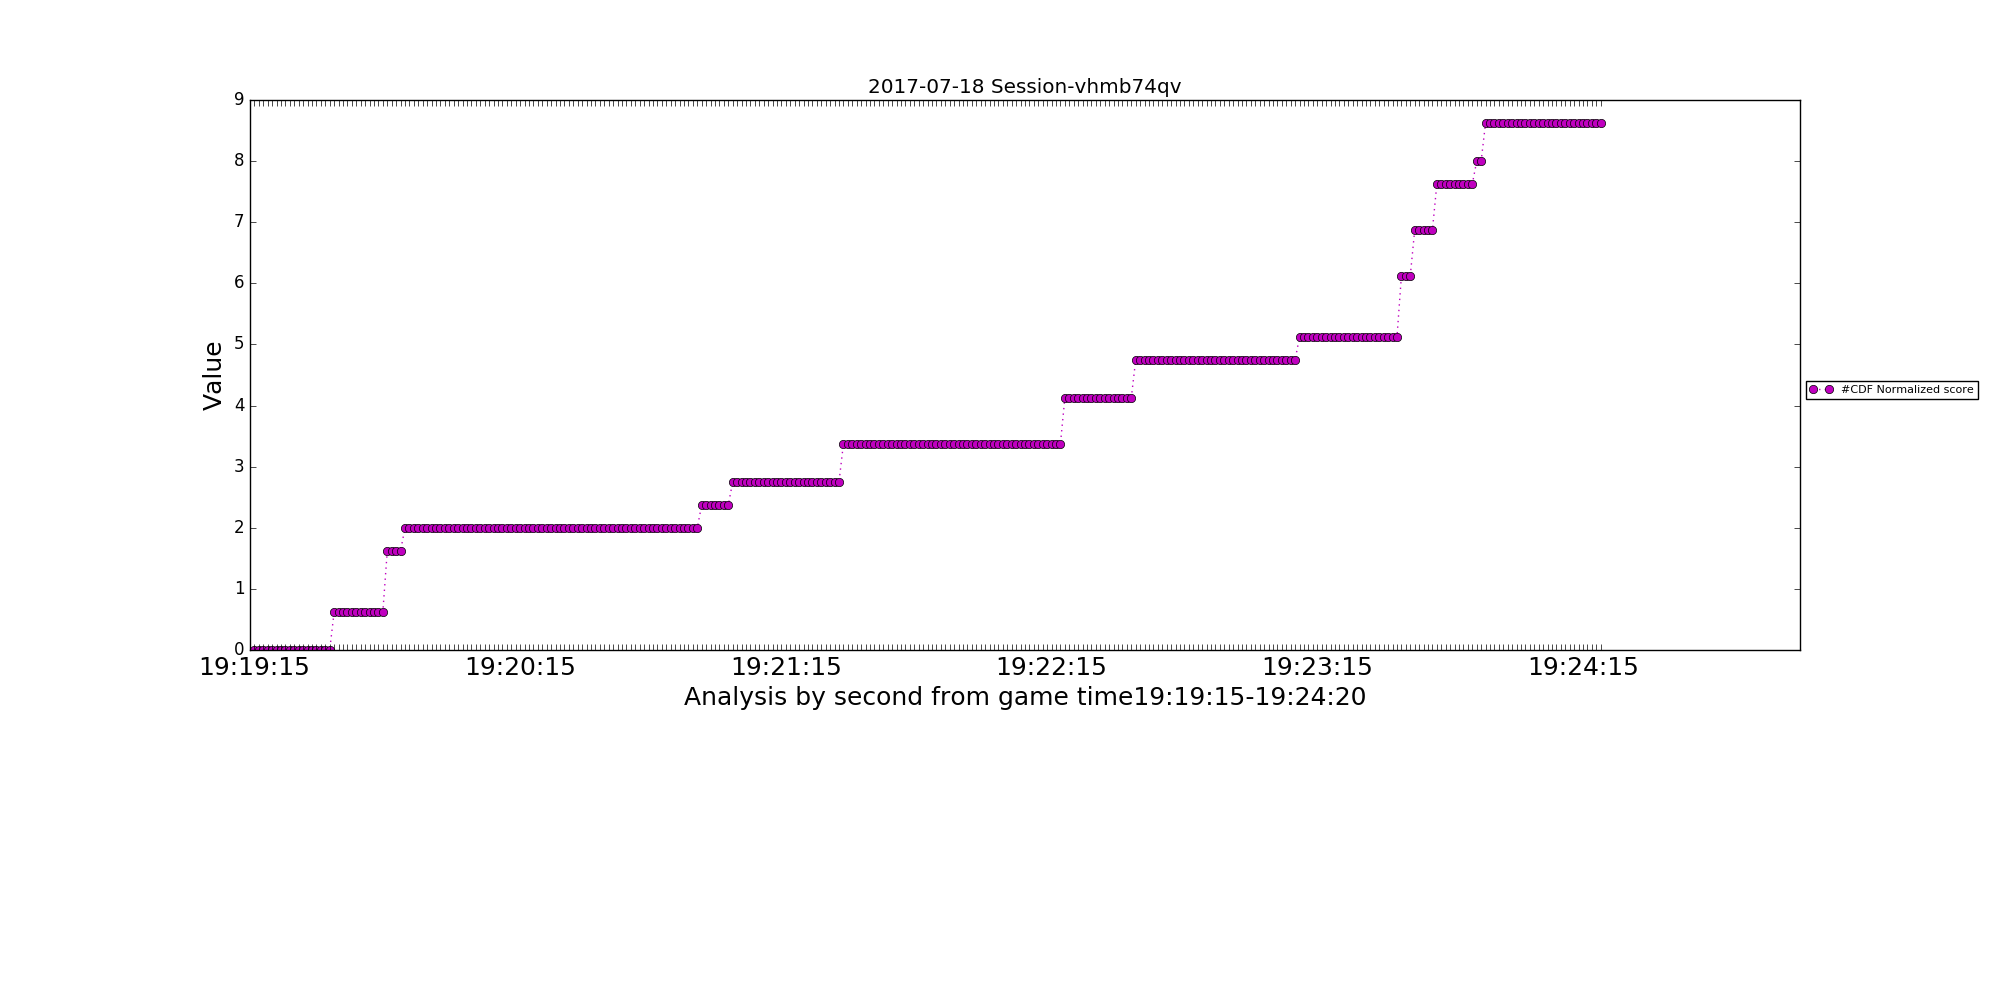 2017-07-18 Session-vhmb74qv
9
8
7
6
5
4
3
2
1
0
Value
#CDF Normalized score
19:19:15 19:20:15 19:21:15 19:22:15 19:23:15 19:24:15
Analysis by second from game time19:19:15-19:24:20